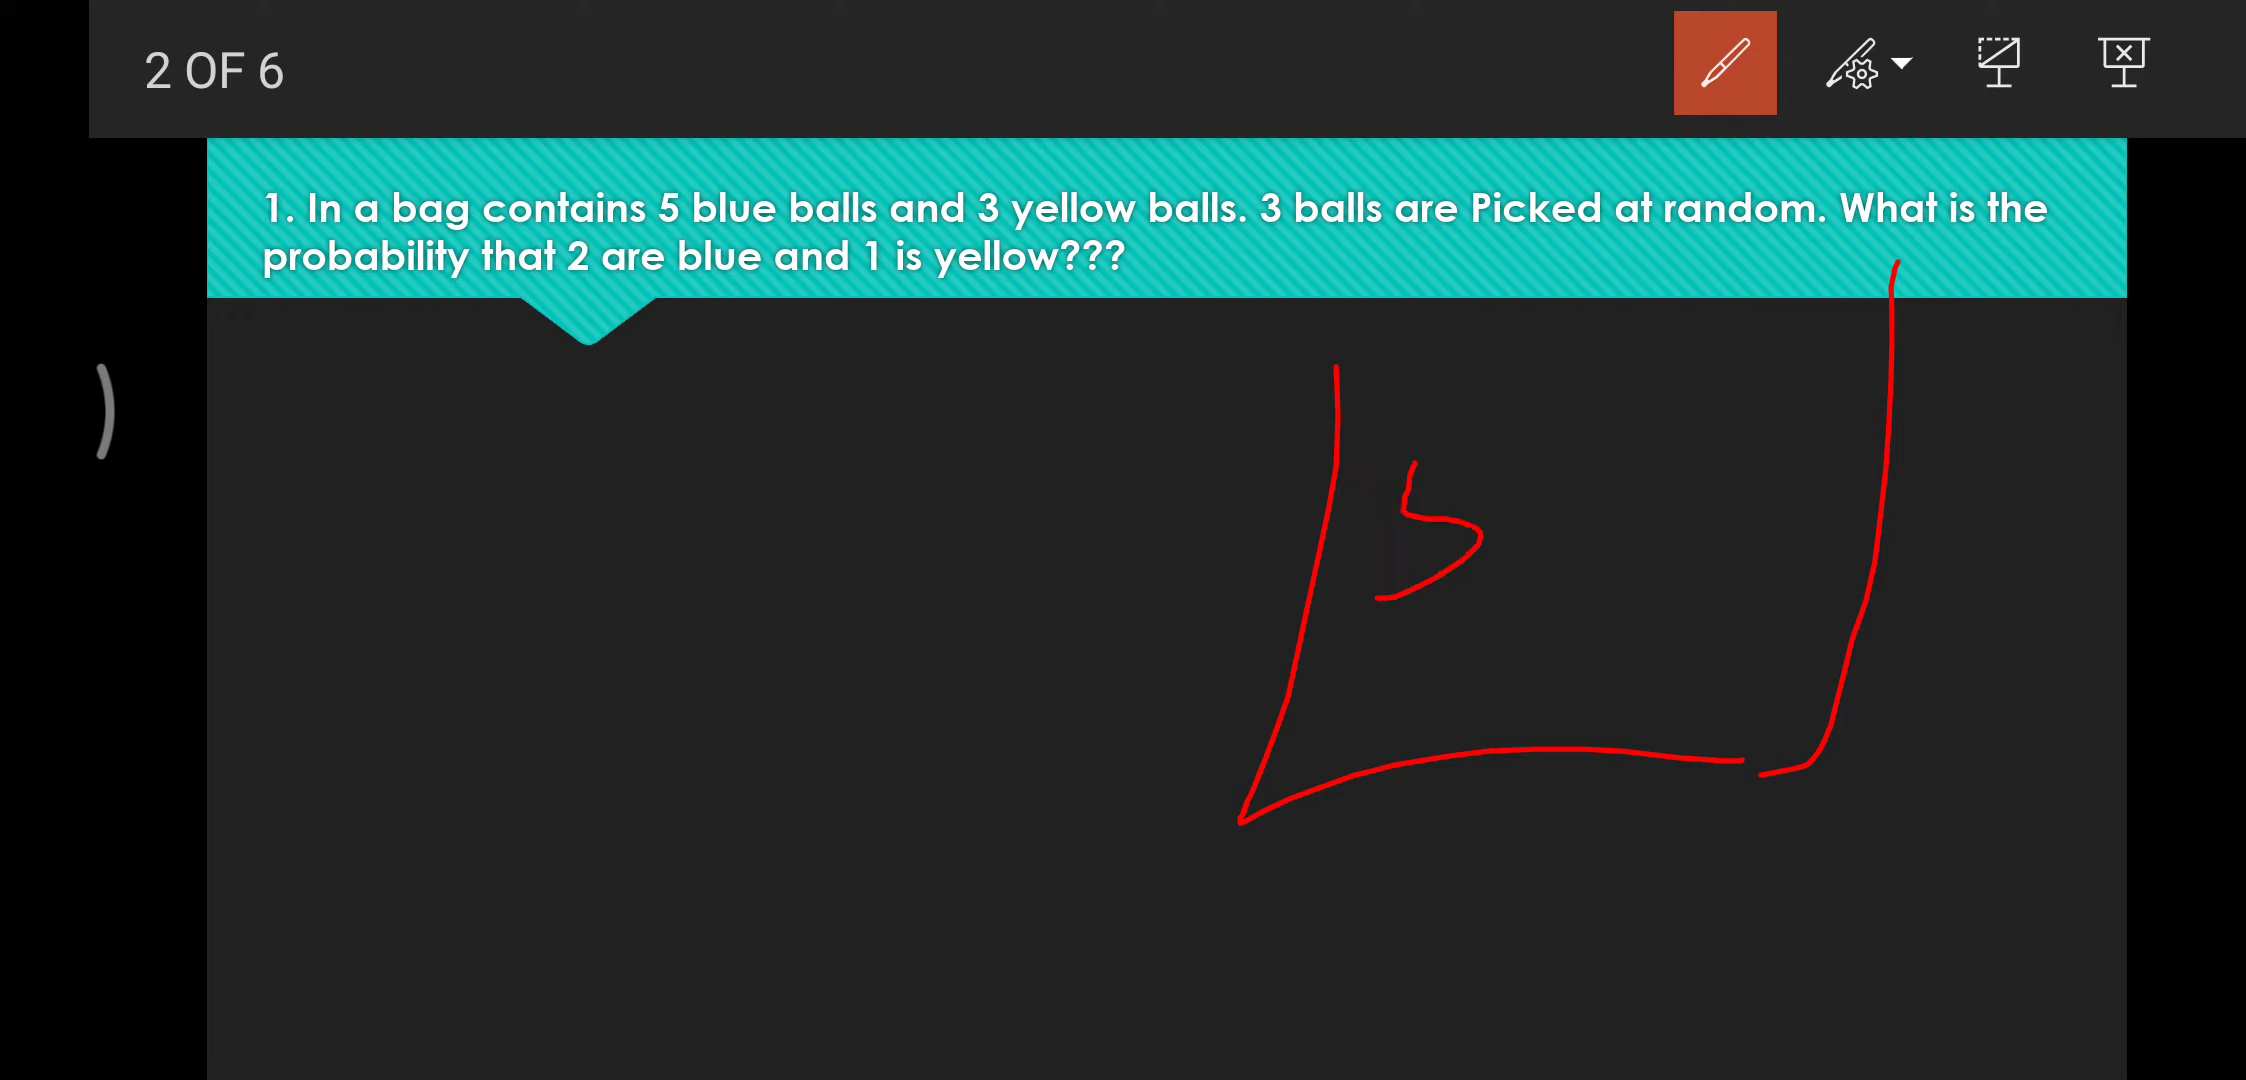 2 OF 6
1. In a bag contains 5 blue balls and 3 yellow balls. 3 balls are Picked at random. What is the
probability that 2 are blue and 1 is yellow???
5